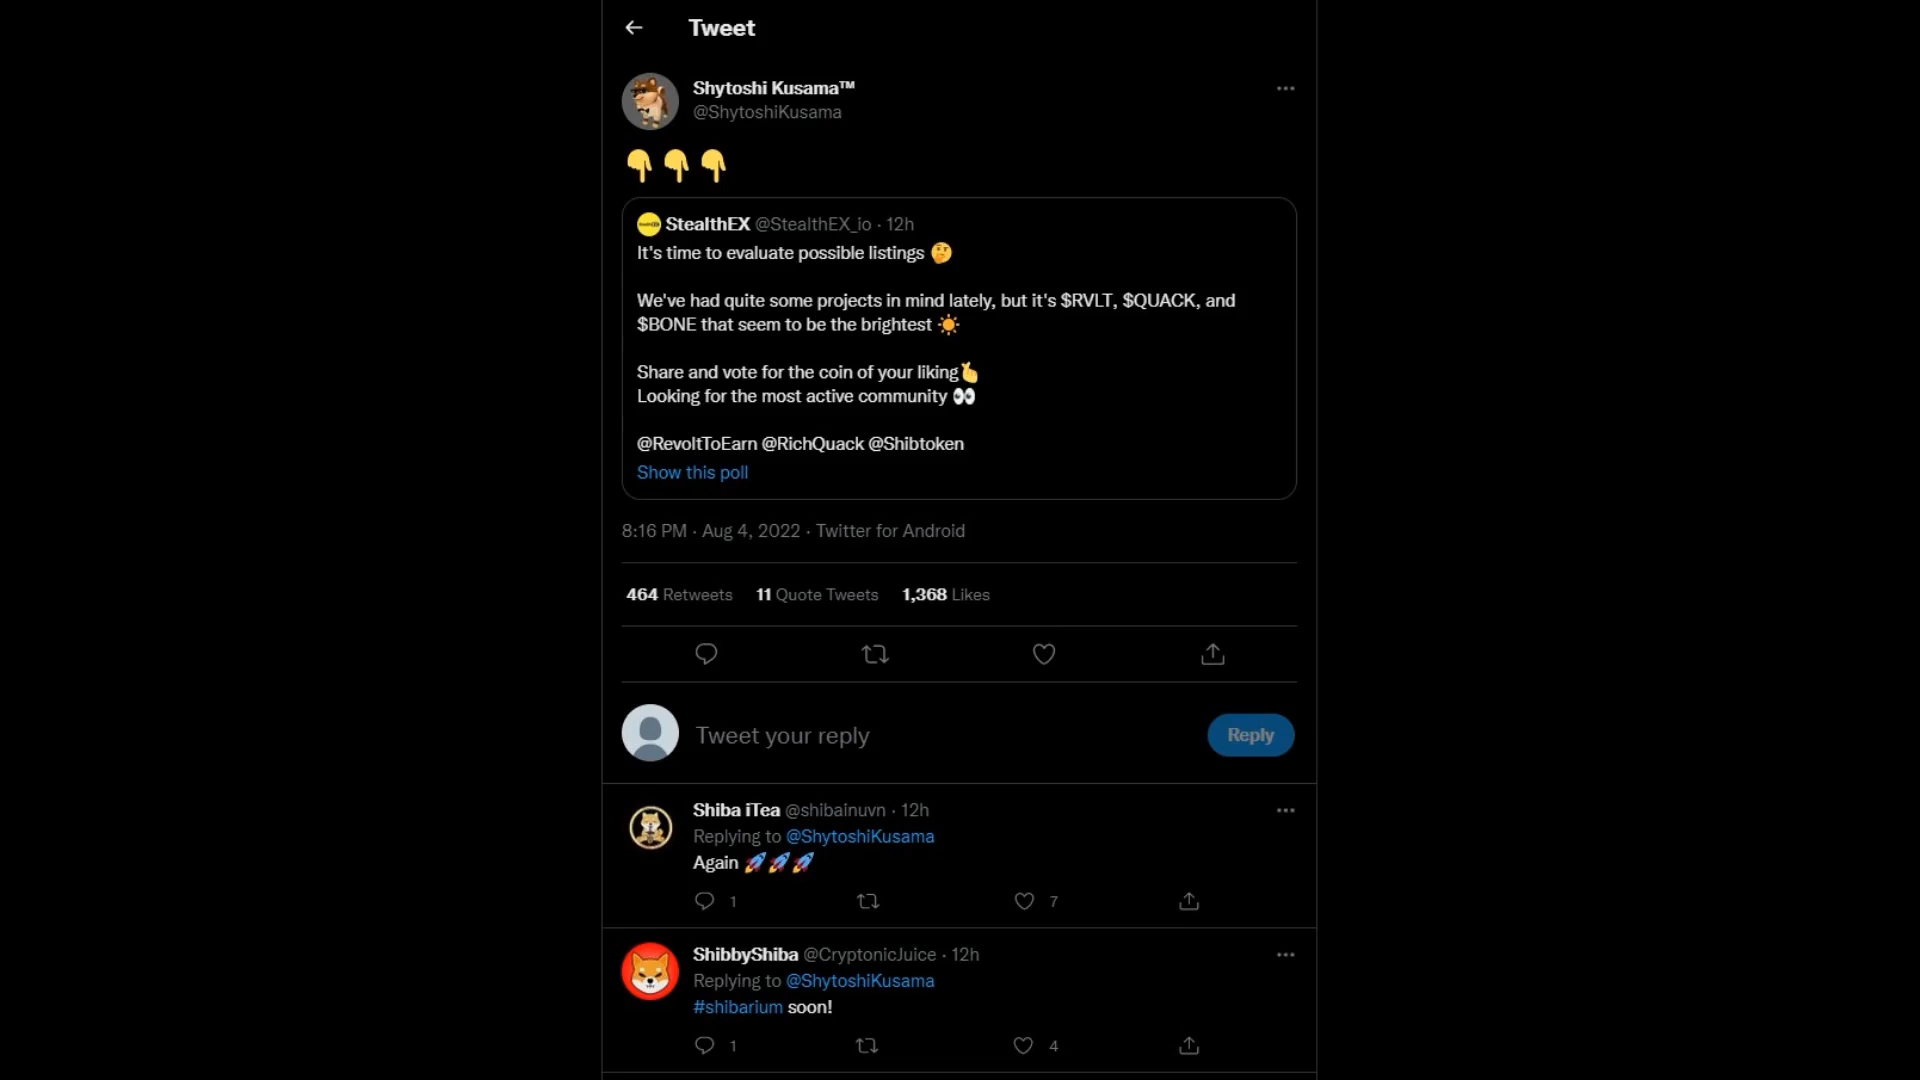 Tweet
Shytoshi Kusama™
@ShytoshiKusama
👇👇👇
StealthEX @StealthEX_io · 12h
It's time to evaluate possible listings 🤔
We've had quite some projects in mind lately, but it's $RVLT, $QUACK, and
$BONE that seem to be the brightest ☀️
Share and vote for the coin of your liking🫰
Looking for the most active community 👀
@RevoltToEarn @RichQuack @Shibtoken
Show this poll
8:16 PM · Aug 4, 2022 · Twitter for Android
464 Retweets 11 Quote Tweets 1,368 Likes
Tweet your reply
Reply
Shiba iTea @shibainuvn · 12h
Replying to @ShytoshiKusama
Again 🚀🚀🚀
1 7
ShibbyShiba @CryptonicJuice · 12h
Replying to @ShytoshiKusama
#shibarium soon!
1 4